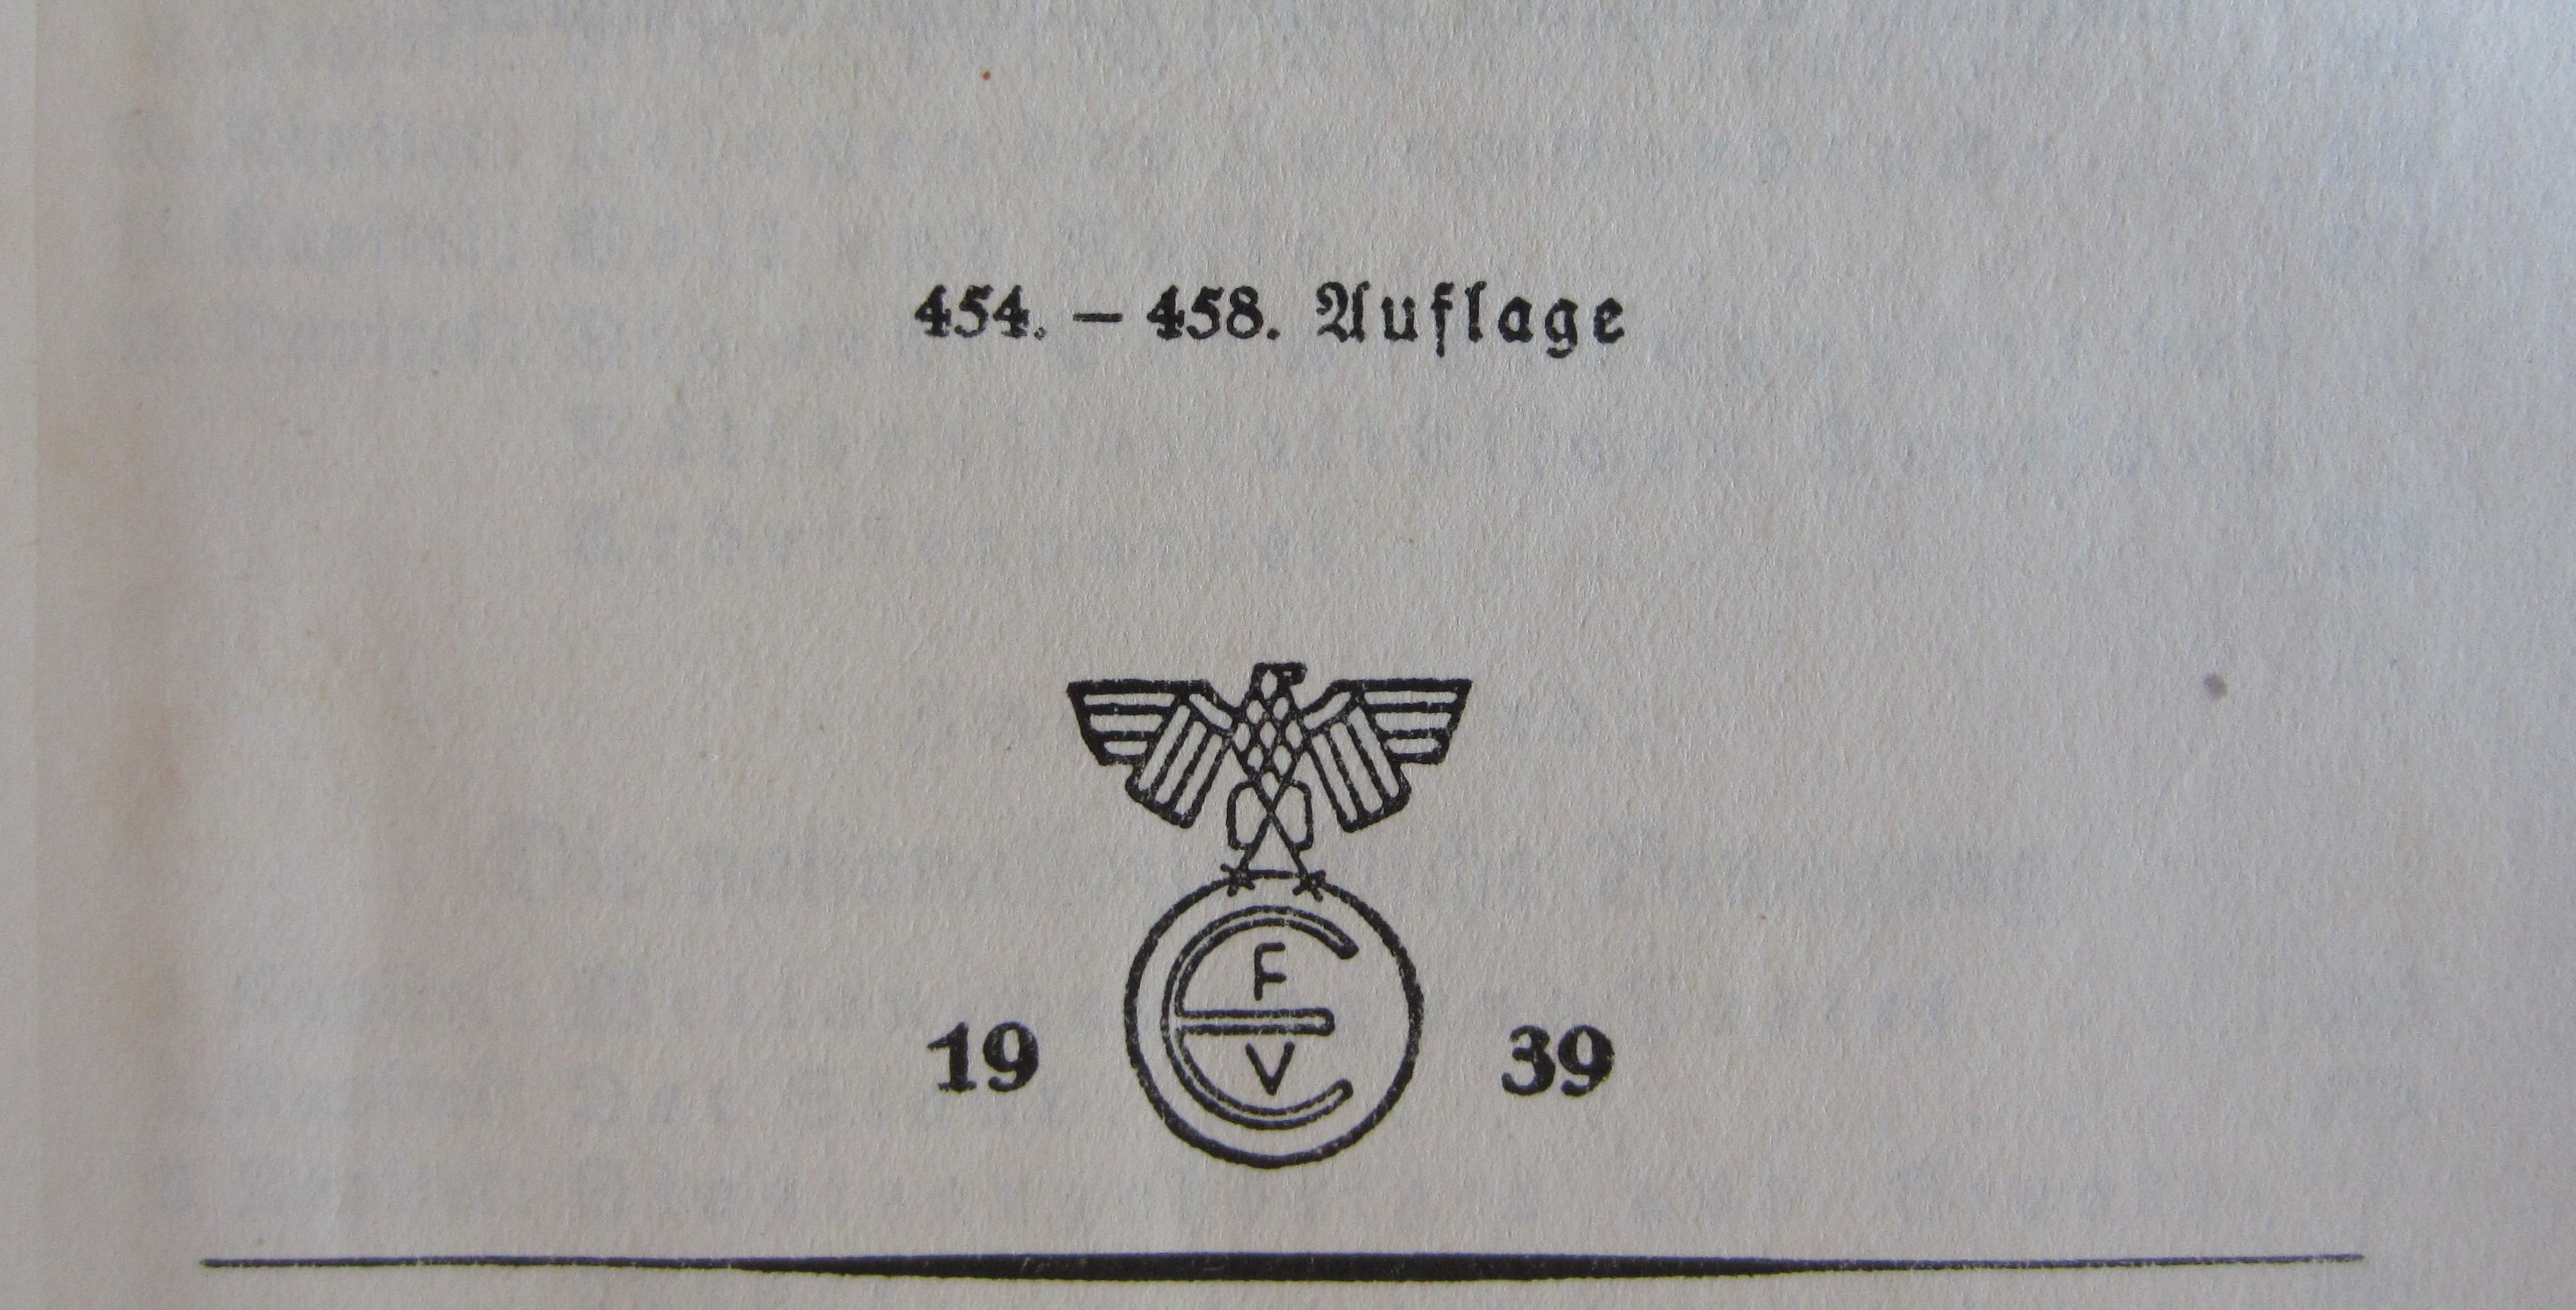 454. – 458. Auflage
F
19 E 39
V